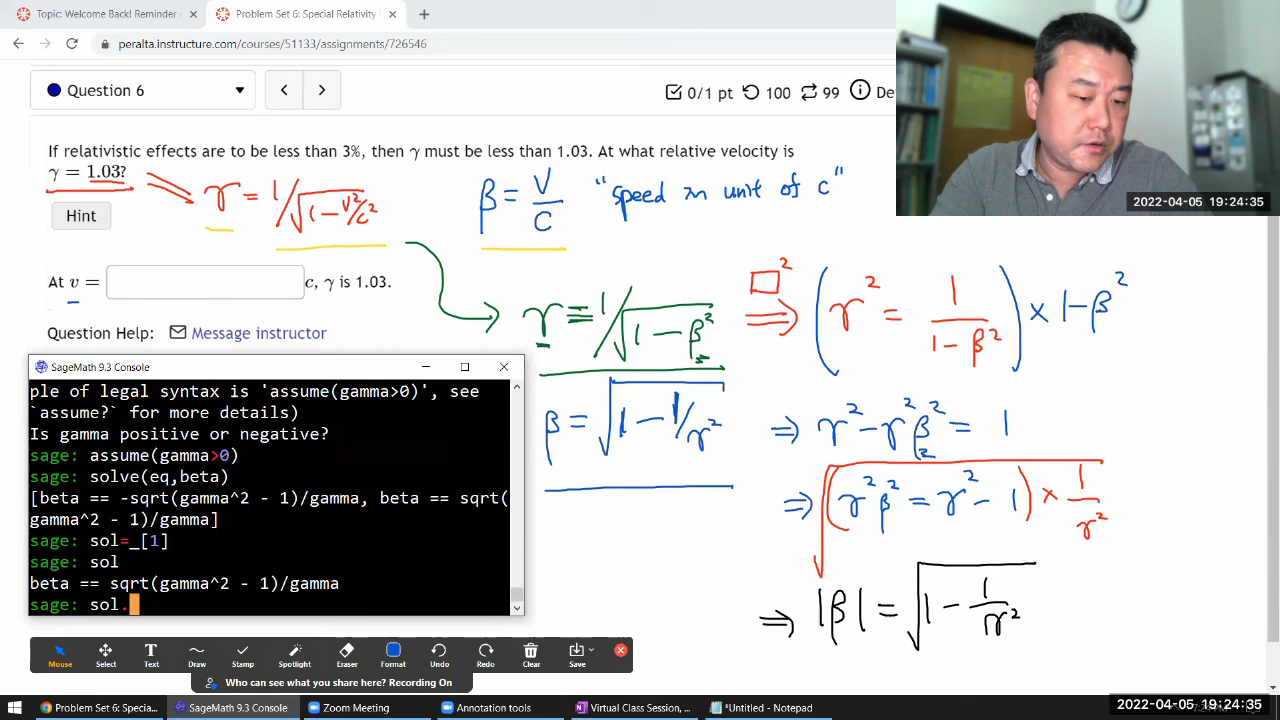 Topic: Welcome Back! Reminder
Problem Set 6: Special Relativity
peralta.instructure.com/courses/51133/assignments/726546
Question 6
0/1 pt 100 99 De
If relativistic effects are to be less than 3%, then γ must be less than 1.03. At what relative velocity is
γ = 1.03?
γ = 1/√(1 - v²/c²)
β = V/C "speed in unit of c"
Hint
At v = c, γ is 1.03.
γ = 1/√(1 - β²)
□² ⇒ (γ² = 1/(1 - β²)) × 1-β²
Question Help: Message instructor
β = √(1 - 1/γ²)
⇒ γ² - γ²β² = 1
⇒ √(γ²β² = γ² - 1) × 1/γ²
⇒ |β| = √(1 - 1/γ²)
SageMath 9.3 Console
ple of legal syntax is 'assume(gamma>0)', see
`assume?` for more details)
Is gamma positive or negative?
sage: assume(gamma>0)
sage: solve(eq,beta)
[beta == -sqrt(gamma^2 - 1)/gamma, beta == sqrt(
gamma^2 - 1)/gamma]
sage: sol=_[1]
sage: sol
beta == sqrt(gamma^2 - 1)/gamma
sage: sol.
Mouse Select Text Draw Stamp Spotlight Eraser Format Undo Redo Clear Save
Who can see what you share here? Recording On
2022-04-05 19:24:35
Problem Set 6: Specia... SageMath 9.3 Console Zoom Meeting Annotation tools Virtual Class Session, ... *Untitled - Notepad
2022-04-05 19:24:35